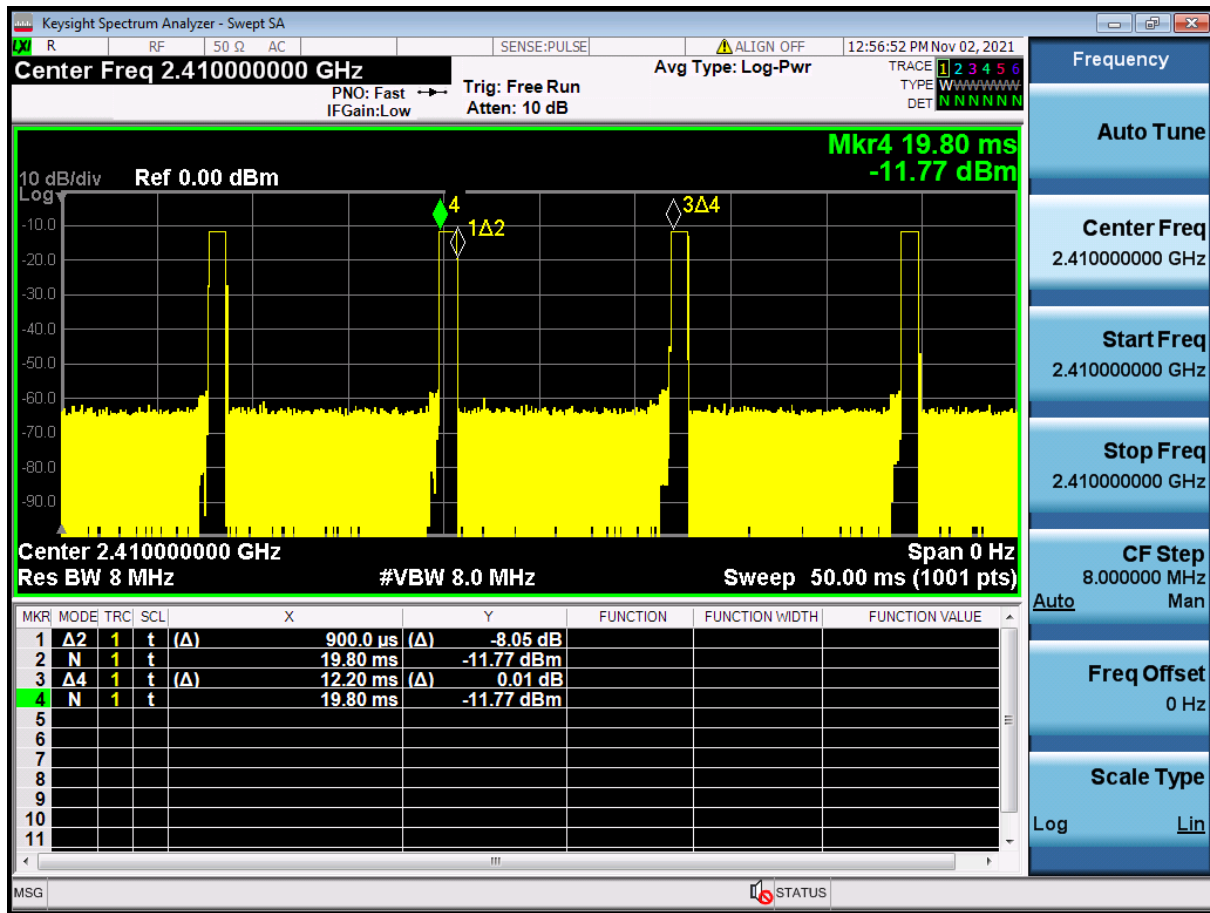 Keysight Spectrum Analyzer - Swept SA
LXI R RF 50 Ω AC SENSE:PULSE ALIGN OFF 12:56:52 PM Nov 02, 2021
Center Freq 2.410000000 GHz
PNO: Fast
IFGain:Low
Trig: Free Run
Atten: 10 dB
Avg Type: Log-Pwr
TRACE 1 2 3 4 5 6
TYPE WWWWWW
DET N N N N N N
Mkr4 19.80 ms
-11.77 dBm
10 dB/div Ref 0.00 dBm
Log
4
1Δ2
3Δ4
-10.0
-20.0
-30.0
-40.0
-50.0
-60.0
-70.0
-80.0
-90.0
Center 2.410000000 GHz Span 0 Hz
Res BW 8 MHz #VBW 8.0 MHz Sweep 50.00 ms (1001 pts)
MKR MODE TRC SCL X Y FUNCTION FUNCTION WIDTH FUNCTION VALUE
1 Δ2 1 t (Δ) 900.0 µs (Δ) -8.05 dB
2 N 1 t 19.80 ms -11.77 dBm
3 Δ4 1 t (Δ) 12.20 ms (Δ) 0.01 dB
4 N 1 t 19.80 ms -11.77 dBm
5
6
7
8
9
10
11
MSG STATUS
Frequency
Auto Tune
Center Freq
2.410000000 GHz
Start Freq
2.410000000 GHz
Stop Freq
2.410000000 GHz
CF Step
8.000000 MHz
Auto Man
Freq Offset
0 Hz
Scale Type
Log Lin